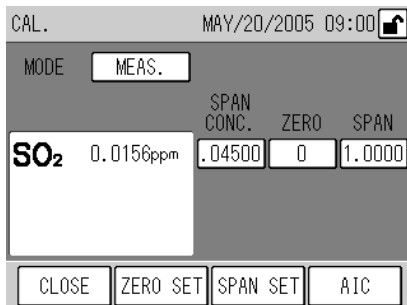 CAL. MAY/20/2005 09:00
MODE MEAS.
SPAN
CONC. ZERO SPAN
SO₂ 0.0156ppm .04500 0 1.0000
CLOSE ZERO SET SPAN SET AIC